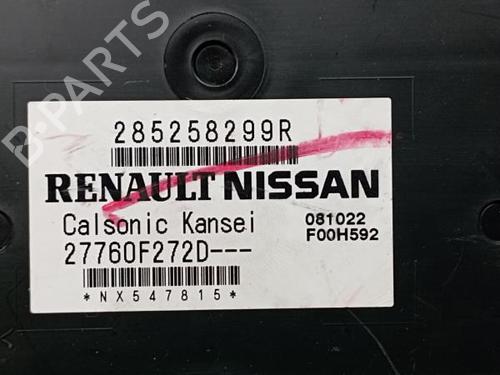 B-PARTS
285258299R
RENAULT NISSAN
Calsonic Kansei
081022
27760F272D---
F00H592
*NX547815*